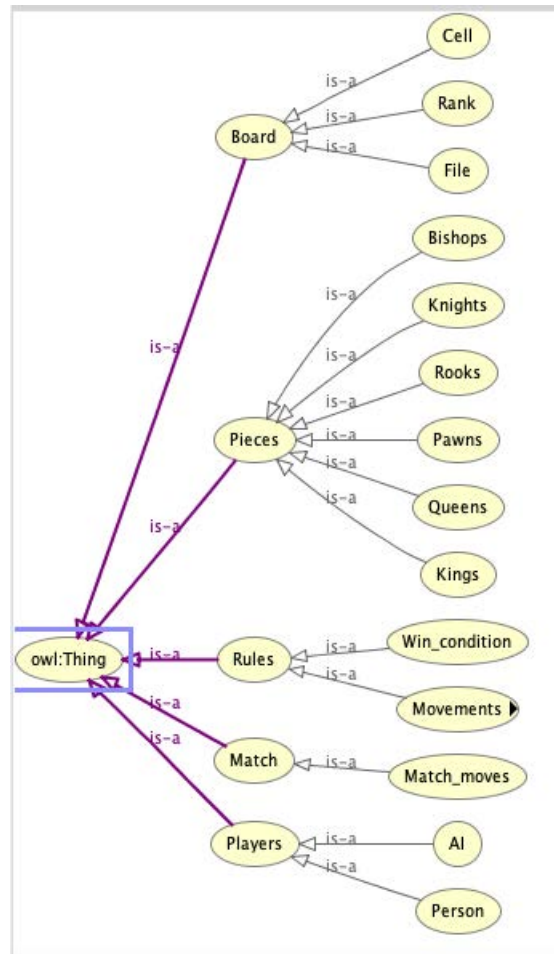 Cell
is-a
Rank
is-a
Board
is-a
File
Bishops
is-a
Knights
is-a
is-a
Rooks
is-a
Pieces
is-a
Pawns
is-a
is-a
Queens
is-a
Kings
Win_condition
is-a
owl:Thing
is-a
Rules
is-a
Movements
is-a
is-a
Match
is-a
Match_moves
Players
is-a
AI
is-a
Person